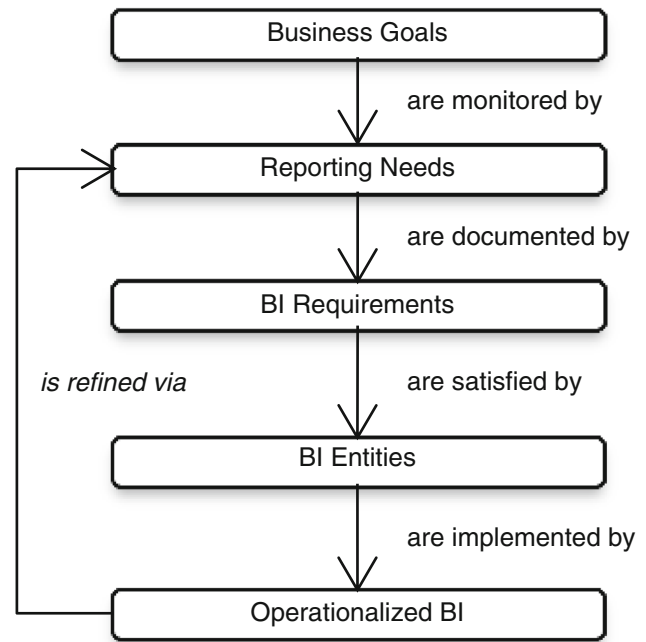 Business Goals
are monitored by
Reporting Needs
are documented by
BI Requirements
is refined via
are satisfied by
BI Entities
are implemented by
Operationalized BI